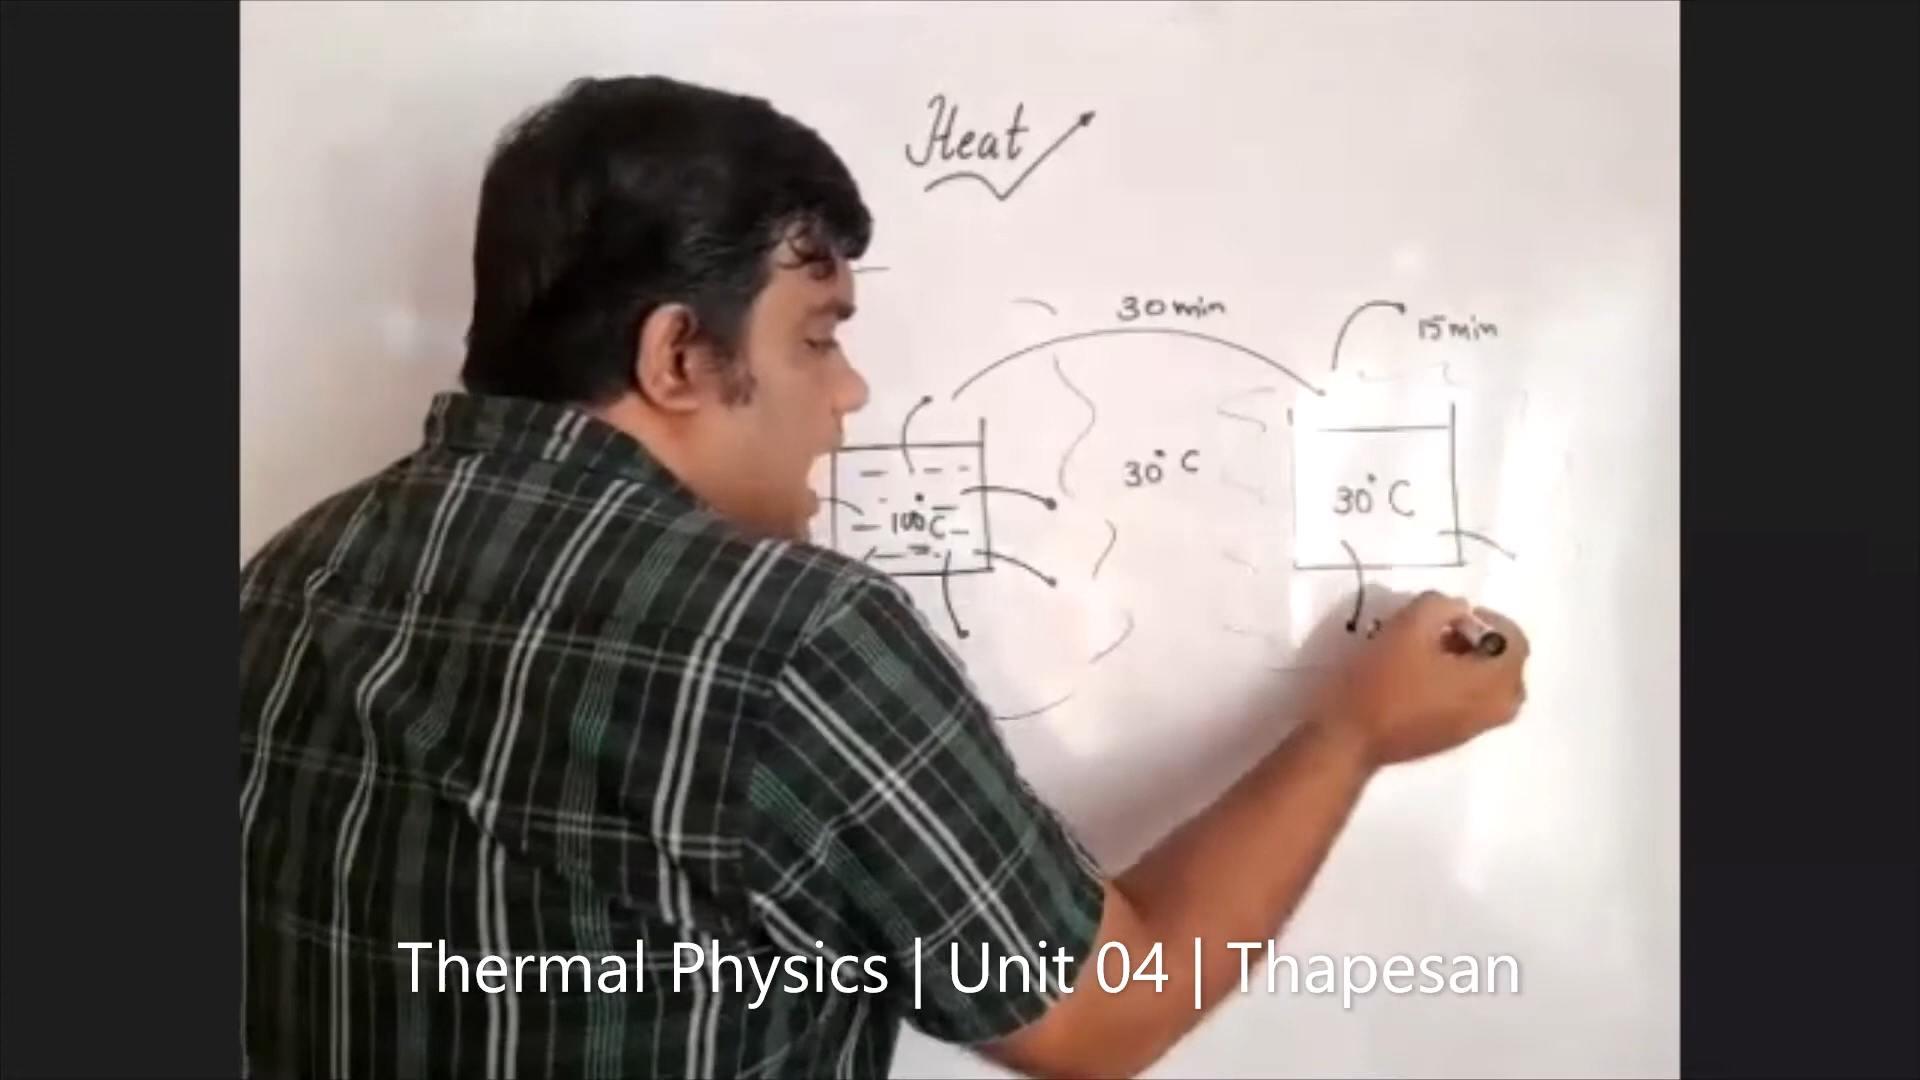 Heat
30 min
15 min
30°C
30°C
100°C
Thermal Physics | Unit 04 | Thapesan